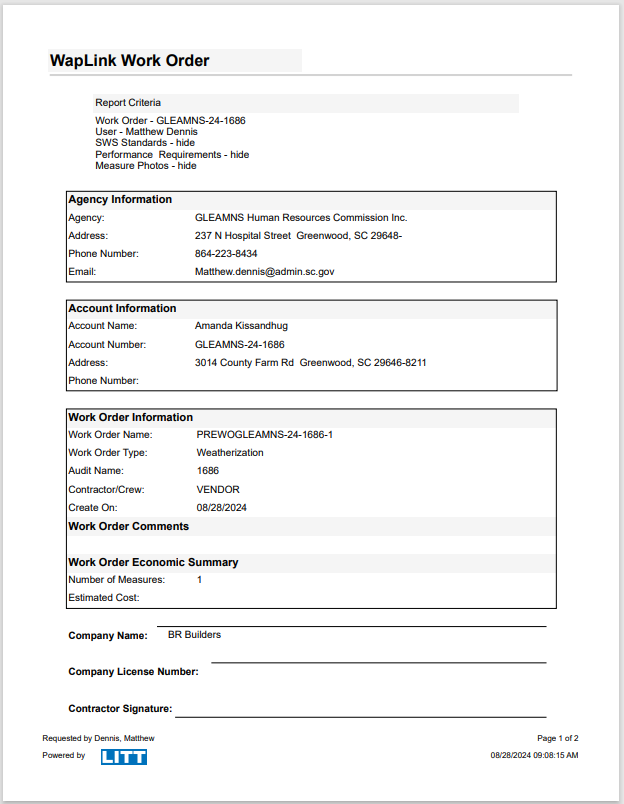 WapLink Work Order
Report Criteria
Work Order - GLEAMNS-24-1686
User - Matthew Dennis
SWS Standards - hide
Performance  Requirements - hide
Measure Photos - hide
Agency Information
Agency: GLEAMNS Human Resources Commission Inc.
Address: 237 N Hospital Street  Greenwood, SC 29648-
Phone Number: 864-223-8434
Email: Matthew.dennis@admin.sc.gov
Account Information
Account Name: Amanda Kissandhug
Account Number: GLEAMNS-24-1686
Address: 3014 County Farm Rd  Greenwood, SC 29646-8211
Phone Number:
Work Order Information
Work Order Name: PREWOGLEAMNS-24-1686-1
Work Order Type: Weatherization
Audit Name: 1686
Contractor/Crew: VENDOR
Create On: 08/28/2024
Work Order Comments
Work Order Economic Summary
Number of Measures: 1
Estimated Cost:
Company Name: BR Builders
Company License Number:
Contractor Signature:
Requested by Dennis, Matthew Page 1 of 2
Powered by LITT 08/28/2024 09:08:15 AM